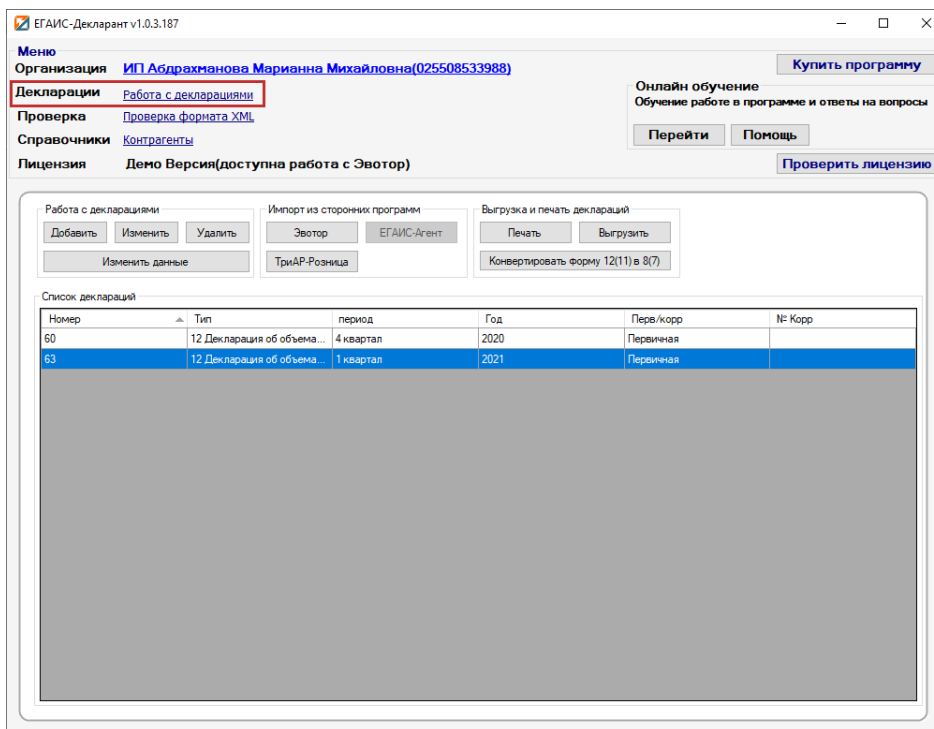 ЕГАИС-Декларант v1.0.3.187
Меню
Организация ИП Абдрахманова Марианна Михайловна(025508533988)
Купить программу
Декларации Работа с декларациями
Онлайн обучение
Обучение работе в программе и ответы на вопросы
Проверка Проверка формата XML
Перейти Помощь
Справочники Контрагенты
Лицензия Демо Версия(доступна работа с Эвотор)
Проверить лицензию
Работа с декларациями Импорт из сторонних программ Выгрузка и печать деклараций
Добавить Изменить Удалить Эвотор ЕГАИС-Агент Печать Выгрузить
Изменить данные ТриАР-Розница Конвертировать форму 12(11) в 8(7)
Список деклараций
Номер Тип период Год Перв/корр № Корр
60 12 Декларация об объема... 4 квартал 2020 Первичная
63 12 Декларация об объема... 1 квартал 2021 Первичная